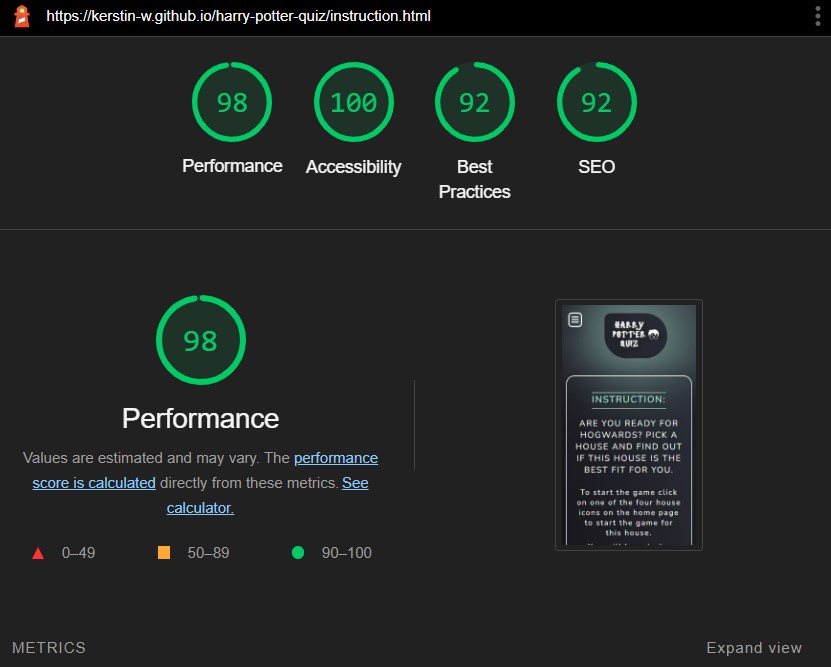 https://kerstin-w.github.io/harry-potter-quiz/instruction.html
98
100
92
92
Performance
Accessibility
Best
Practices
SEO
98
Performance
Values are estimated and may vary. The performance
score is calculated directly from these metrics. See
calculator.
0–49
50–89
90–100
HARRY
POTTER
QUIZ
INSTRUCTION:
ARE YOU READY FOR
HOGWARDS? PICK A
HOUSE AND FIND OUT
IF THIS HOUSE IS THE
BEST FIT FOR YOU.
To start the game click
on one of the four house
icons on the home page
to start the game for
this house.
METRICS
Expand view